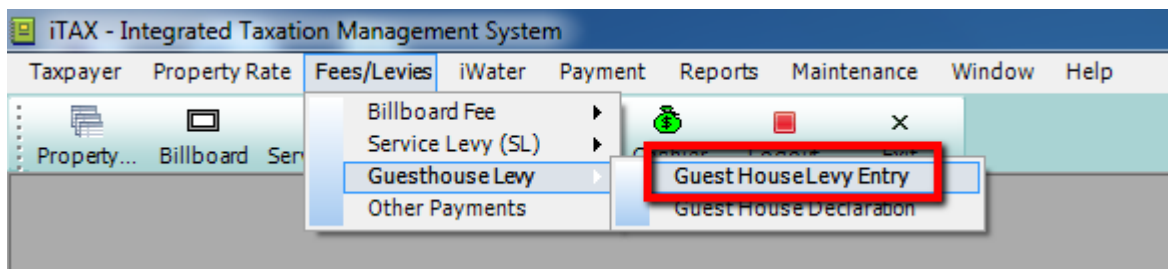 iTAX - Integrated Taxation Management System
Taxpayer Property Rate Fees/Levies iWater Payment Reports Maintenance Window Help
Property... Billboard
Billboard Fee
Service Levy (SL)
Guesthouse Levy
Other Payments
Guest House Levy Entry
Guest House Declaration